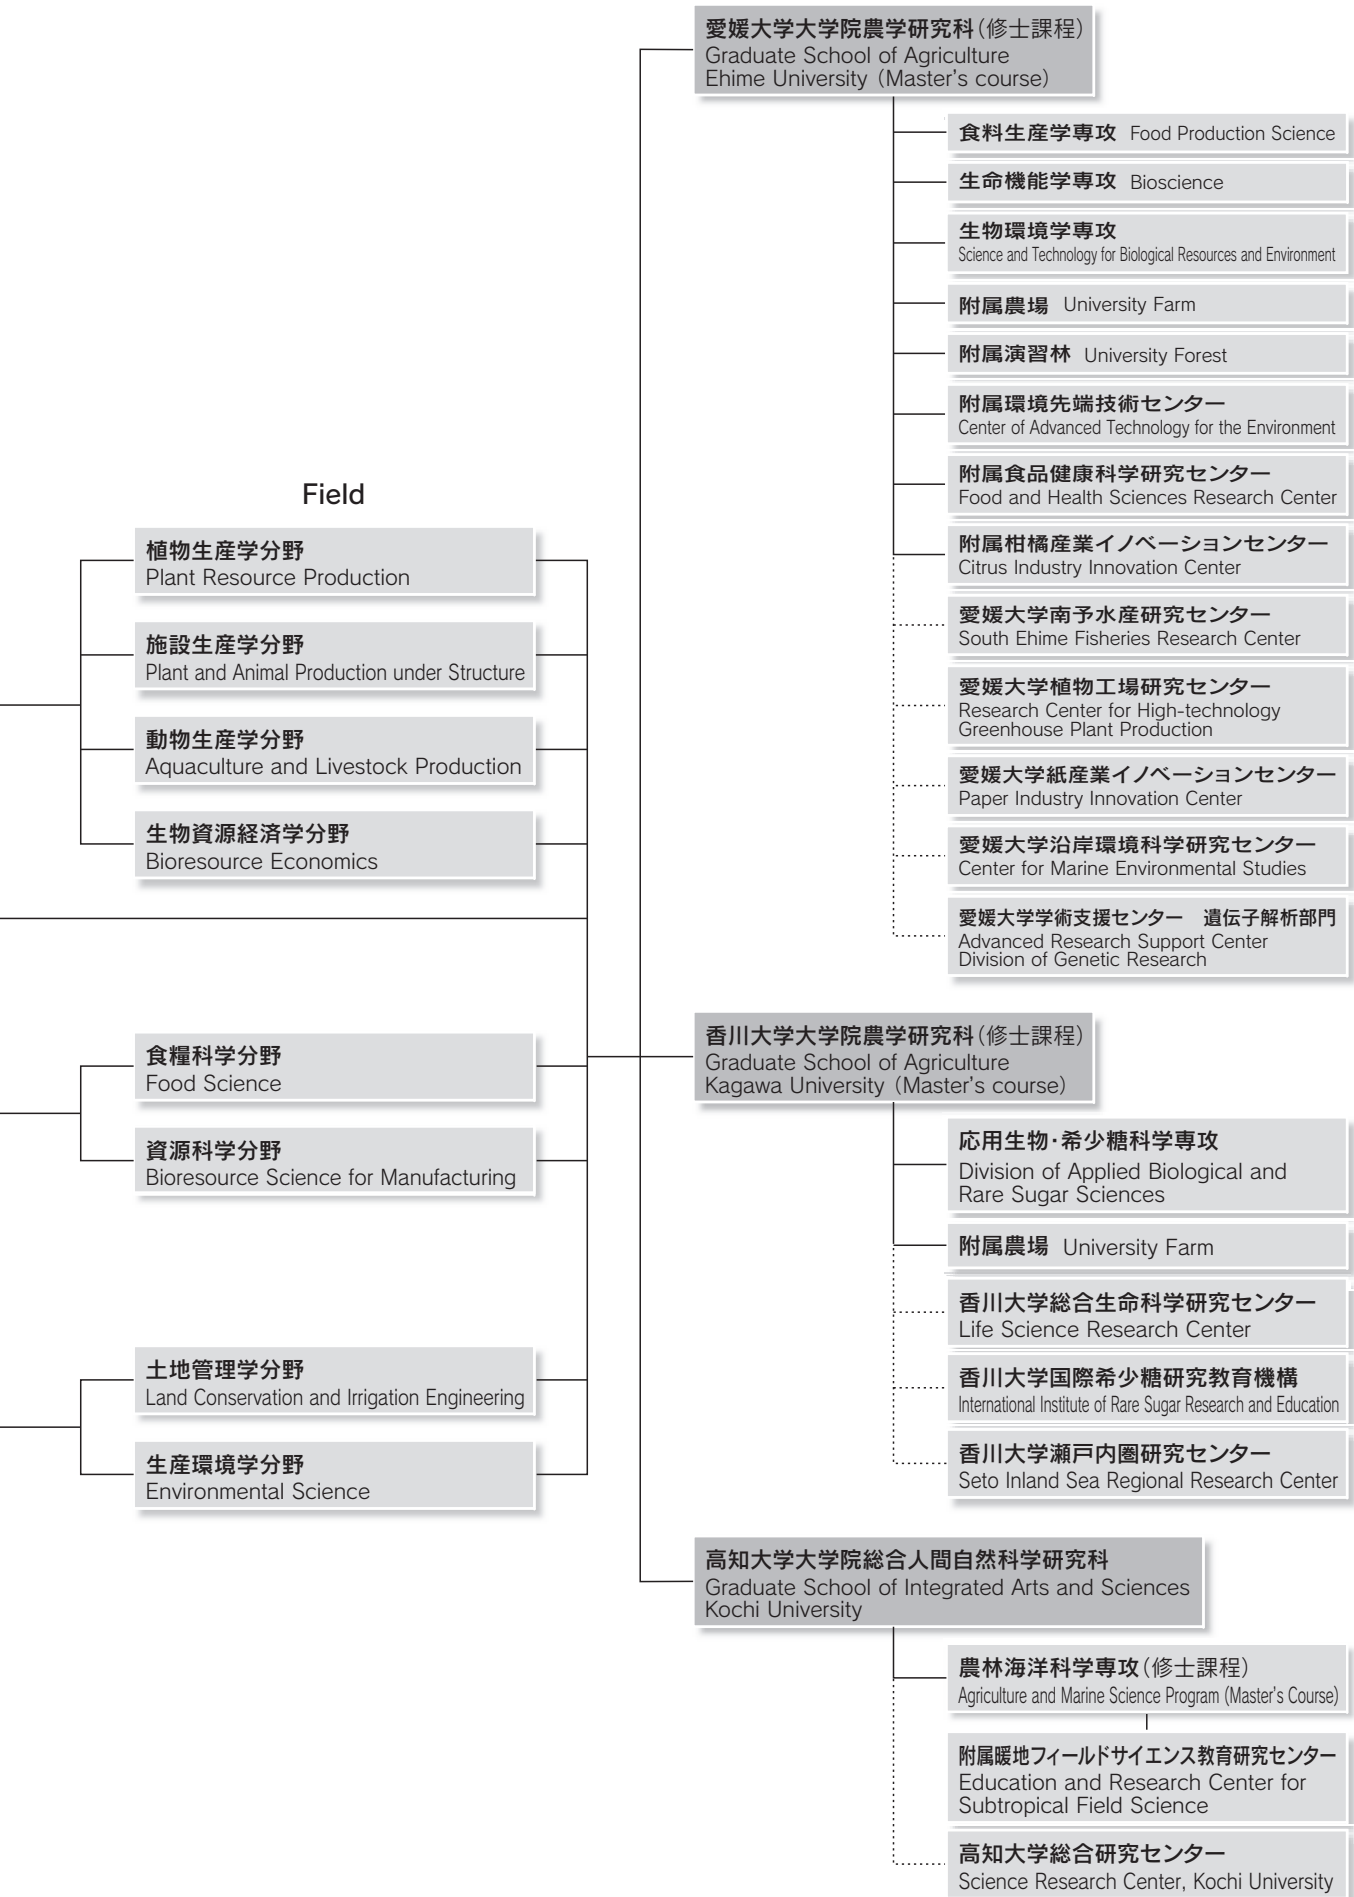 Field
植物生産学分野
Plant Resource Production
施設生産学分野
Plant and Animal Production under Structure
動物生産学分野
Aquaculture and Livestock Production
生物資源経済学分野
Bioresource Economics
食糧科学分野
Food Science
資源科学分野
Bioresource Science for Manufacturing
土地管理学分野
Land Conservation and Irrigation Engineering
生産環境学分野
Environmental Science
愛媛大学大学院農学研究科（修士課程）
Graduate School of Agriculture
Ehime University (Master's course)
食料生産学専攻 Food Production Science
生命機能学専攻 Bioscience
生物環境学専攻
Science and Technology for Biological Resources and Environment
附属農場 University Farm
附属演習林 University Forest
附属環境先端技術センター
Center of Advanced Technology for the Environment
附属食品健康科学研究センター
Food and Health Sciences Research Center
附属柑橘産業イノベーションセンター
Citrus Industry Innovation Center
愛媛大学南予水産研究センター
South Ehime Fisheries Research Center
愛媛大学植物工場研究センター
Research Center for High-technology
Greenhouse Plant Production
愛媛大学紙産業イノベーションセンター
Paper Industry Innovation Center
愛媛大学沿岸環境科学研究センター
Center for Marine Environmental Studies
愛媛大学学術支援センター　遺伝子解析部門
Advanced Research Support Center
Division of Genetic Research
香川大学大学院農学研究科（修士課程）
Graduate School of Agriculture
Kagawa University (Master's course)
応用生物・希少糖科学専攻
Division of Applied Biological and
Rare Sugar Sciences
附属農場 University Farm
香川大学総合生命科学研究センター
Life Science Research Center
香川大学国際希少糖研究教育機構
International Institute of Rare Sugar Research and Education
香川大学瀬戸内圏研究センター
Seto Inland Sea Regional Research Center
高知大学大学院総合人間自然科学研究科
Graduate School of Integrated Arts and Sciences
Kochi University
農林海洋科学専攻（修士課程）
Agriculture and Marine Science Program (Master's Course)
附属暖地フィールドサイエンス教育研究センター
Education and Research Center for
Subtropical Field Science
高知大学総合研究センター
Science Research Center, Kochi University